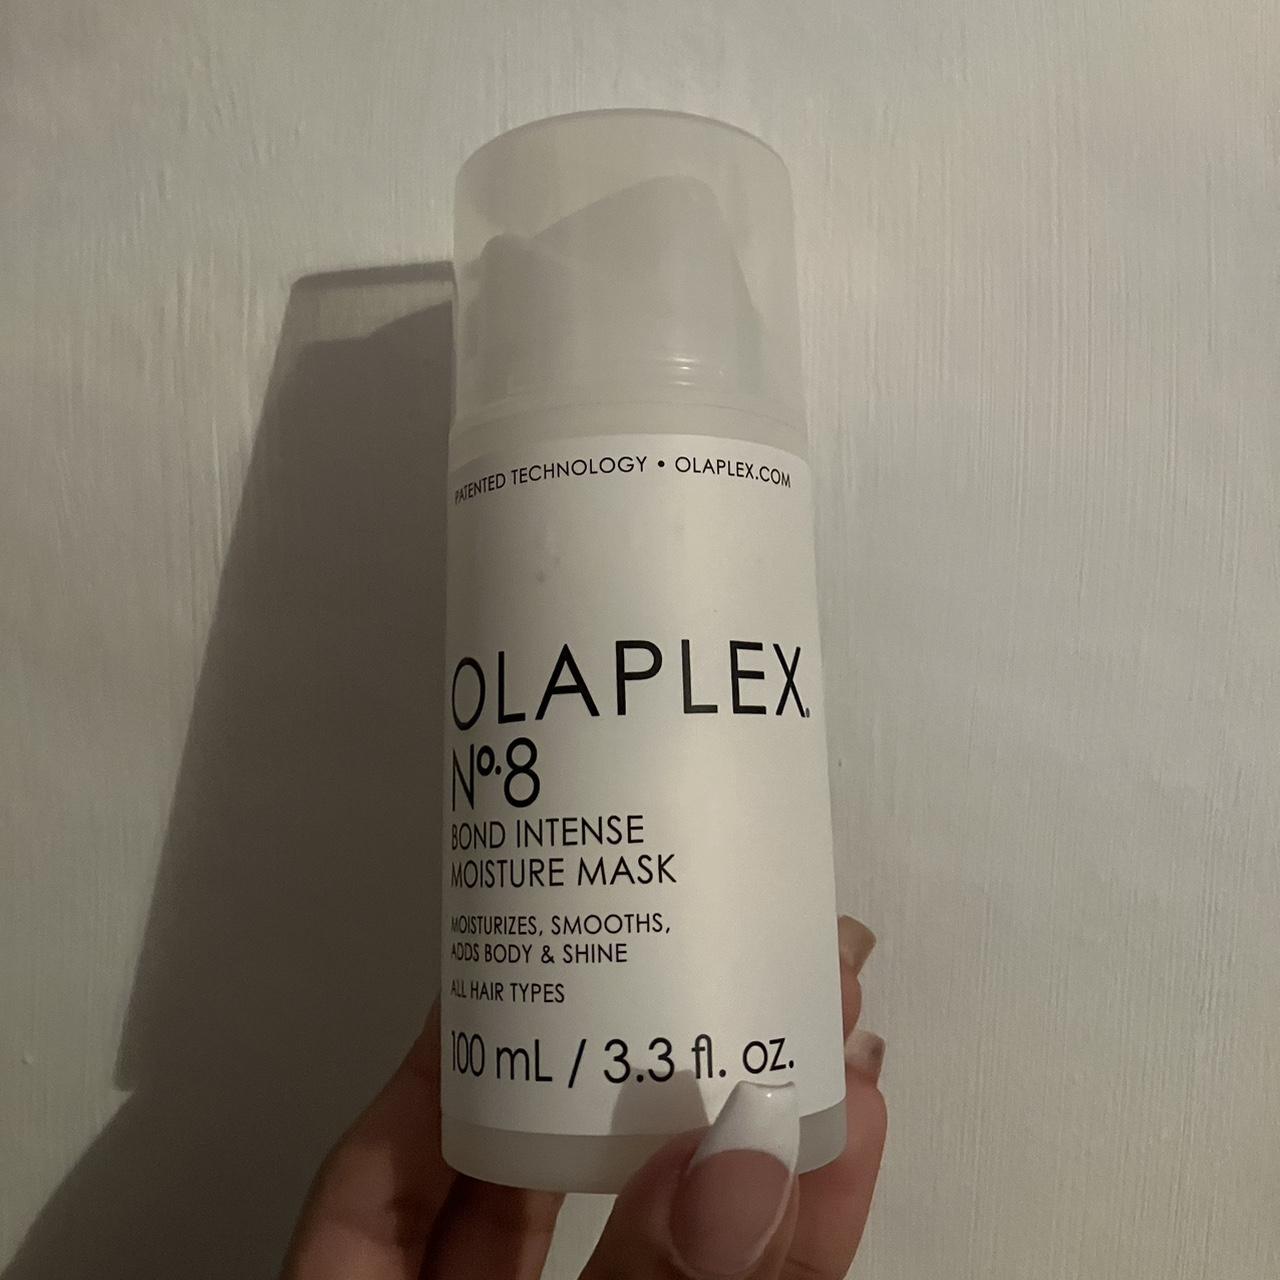 PATENTED TECHNOLOGY • OLAPLEX.COM
OLAPLEX.
Nº.8
BOND INTENSE
MOISTURE MASK
MOISTURIZES, SMOOTHS,
ADDS BODY & SHINE
ALL HAIR TYPES
100 mL / 3.3 fl. oz.